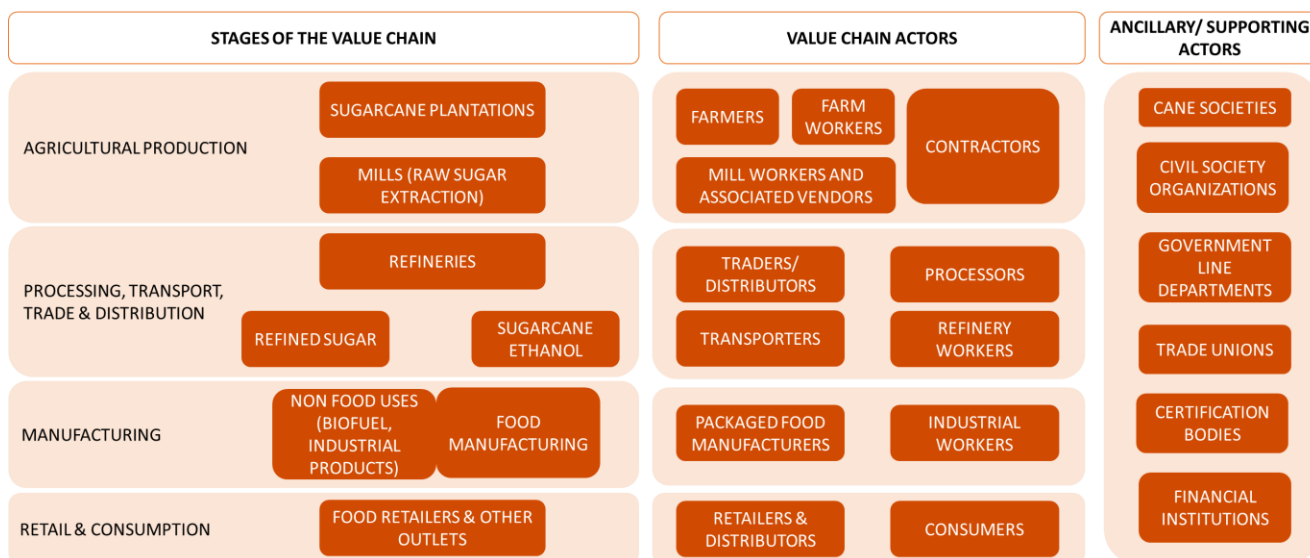 STAGES OF THE VALUE CHAIN
VALUE CHAIN ACTORS
ANCILLARY/ SUPPORTING
ACTORS
AGRICULTURAL PRODUCTION
SUGARCANE PLANTATIONS
MILLS (RAW SUGAR
EXTRACTION)
FARMERS
FARM
WORKERS
CONTRACTORS
MILL WORKERS AND
ASSOCIATED VENDORS
PROCESSING, TRANSPORT,
TRADE & DISTRIBUTION
REFINERIES
REFINED SUGAR
SUGARCANE
ETHANOL
TRADERS/
DISTRIBUTORS
PROCESSORS
TRANSPORTERS
REFINERY
WORKERS
MANUFACTURING
NON FOOD USES
(BIOFUEL,
INDUSTRIAL
PRODUCTS)
FOOD
MANUFACTURING
PACKAGED FOOD
MANUFACTURERS
INDUSTRIAL
WORKERS
RETAIL & CONSUMPTION
FOOD RETAILERS & OTHER
OUTLETS
RETAILERS &
DISTRIBUTORS
CONSUMERS
CANE SOCIETIES
CIVIL SOCIETY
ORGANIZATIONS
GOVERNMENT
LINE
DEPARTMENTS
TRADE UNIONS
CERTIFICATION
BODIES
FINANCIAL
INSTITUTIONS